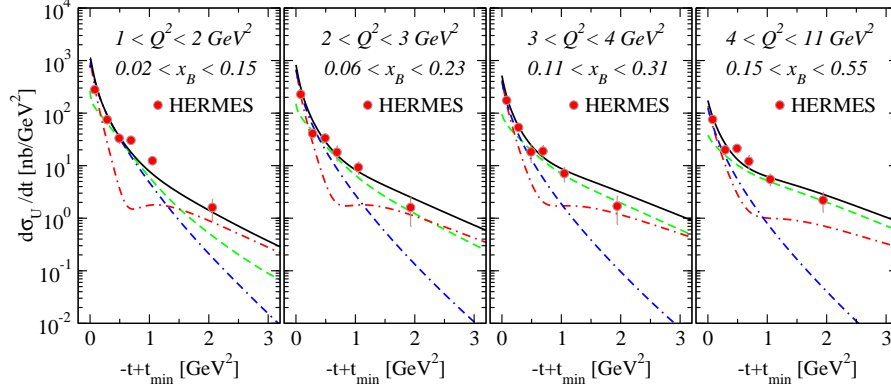 dσ_U/dt [nb/GeV²]
10⁴
10³
10²
10¹
10⁰
10⁻¹
10⁻²
1 < Q² < 2 GeV²
0.02 < x_B < 0.15
HERMES
2 < Q² < 3 GeV²
0.06 < x_B < 0.23
HERMES
3 < Q² < 4 GeV²
0.11 < x_B < 0.31
HERMES
4 < Q² < 11 GeV²
0.15 < x_B < 0.55
HERMES
0 1 2 3
0 1 2 3
0 1 2 3
0 1 2 3
-t+t_min [GeV²]
-t+t_min [GeV²]
-t+t_min [GeV²]
-t+t_min [GeV²]